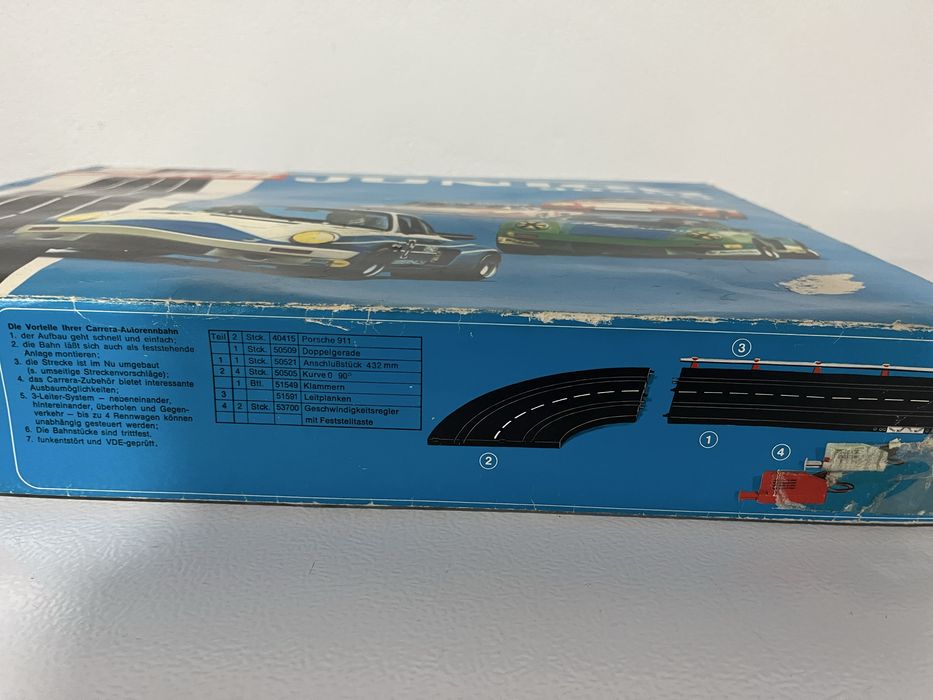 JUNIOR
Die Vorteile Ihrer Carrera-Autorennbahn
1. der Aufbau geht schnell und einfach;
2. die Bahn läßt sich auch als feststehende
Anlage montieren;
3. die Strecke ist im Nu umgebaut
(s. umseitige Streckenvorschläge);
4. das Carrera-Zubehör bietet interessante
Ausbaumöglichkeiten;
5. 3-Leiter-System – nebeneinander,
hintereinander, überholen und Gegen-
verkehr – bis zu 4 Rennwagen können
unabhängig gesteuert werden;
6. Die Bahnstücke sind trittfest,
7. funkentstört und VDE-geprüft.
Teil 2 Stck. 40415 Porsche 911
Stck. 50509 Doppelgerade
1 1 Stck. 50521 Anschlußstück 432 mm
2 4 Stck. 50505 Kurve 0 90°
1 Btl. 51549 Klammern
3 51591 Leitplanken
4 2 Stck. 53700 Geschwindigkeitsregler
mit Feststelltaste
3
1
4
2